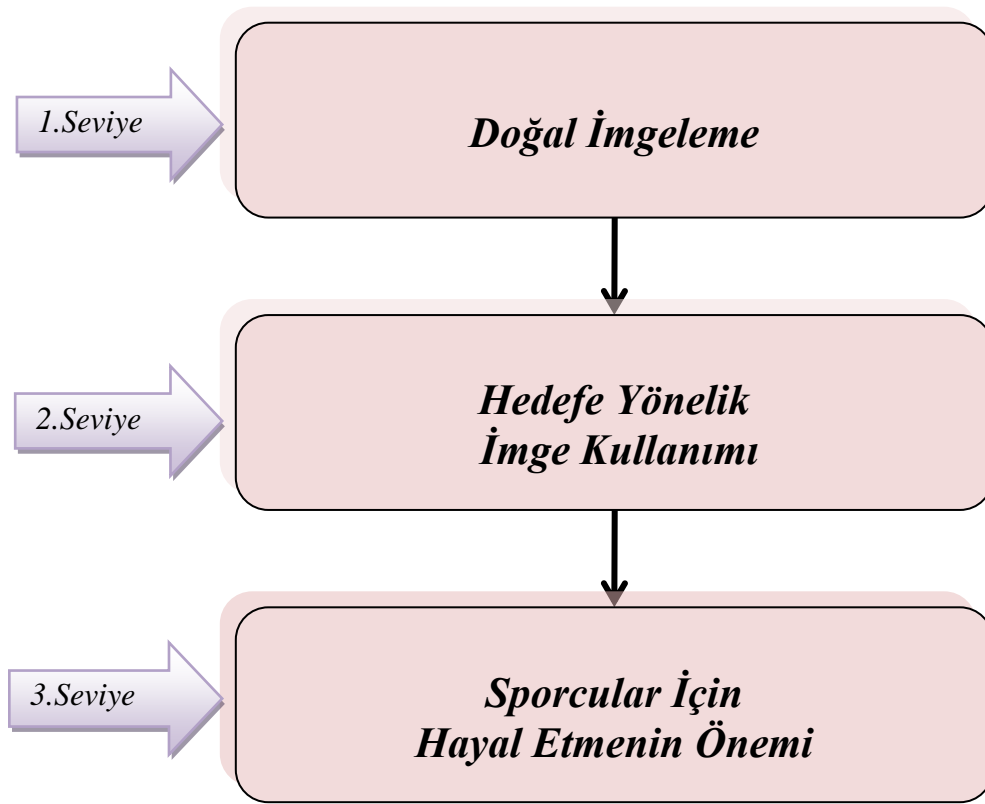 1.Seviye
Doğal İmgeleme
2.Seviye
Hedefe Yönelik
İmge Kullanımı
3.Seviye
Sporcular İçin
Hayal Etmenin Önemi